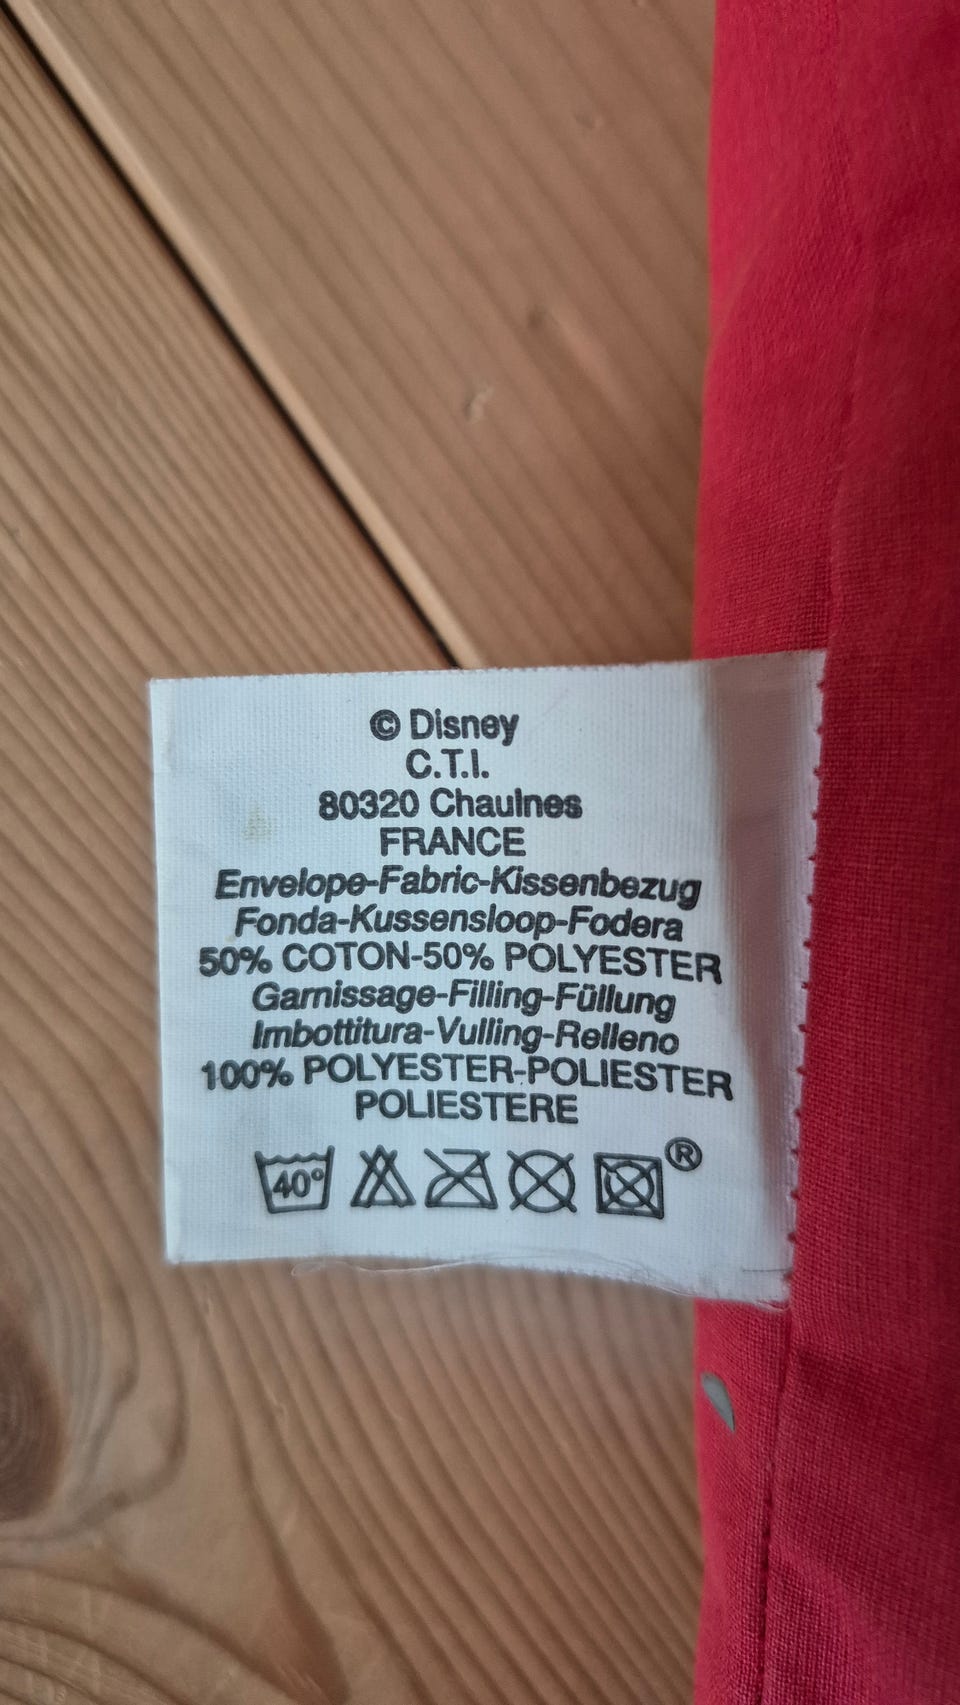 © Disney
C.T.I.
80320 Chaulnes
FRANCE
Envelope-Fabric-Kissenbezug
Fonda-Kussensloop-Fodera
50% COTON-50% POLYESTER
Garnissage-Filling-Füllung
Imbottitura-Vulling-Relleno
100% POLYESTER-POLIESTER
POLIESTERE
40° ®